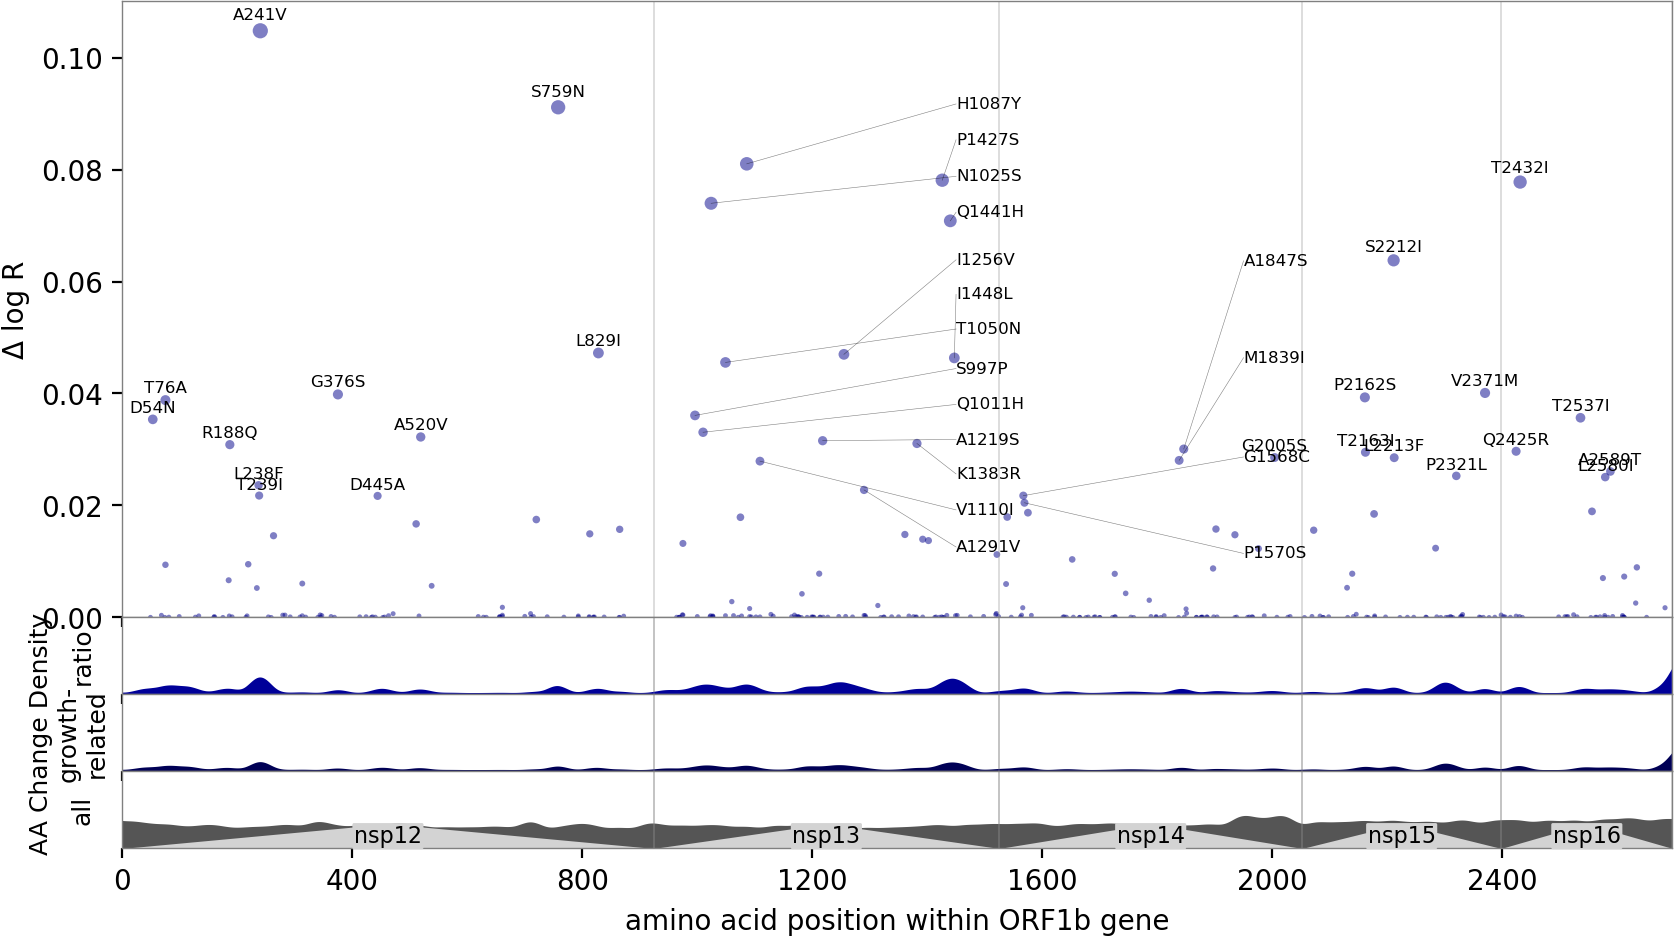 A241V
0.10
S759N
H1087Y
P1427S
0.08
T2432I
N1025S
Q1441H
S2212I
I1256V
A1847S
0.06
I1448L
T1050N
L829I
M1839I
S997P
T76A
G376S
P2162S
V2371M
0.04
D54N
Q1011H
T2537I
R188Q
A520V
A1219S
G2005S
T2163I
L2213F
Q2425R
G1568C
A2589T
L2580I
P2321L
L238F
K1383R
T239I
D445A
0.02
V1110I
A1291V
P1570S
0.00
Δ log R
AA Change Density
ratio
growth-
related
all
nsp12
nsp13
nsp14
nsp15
nsp16
0
400
800
1200
1600
2000
2400
amino acid position within ORF1b gene